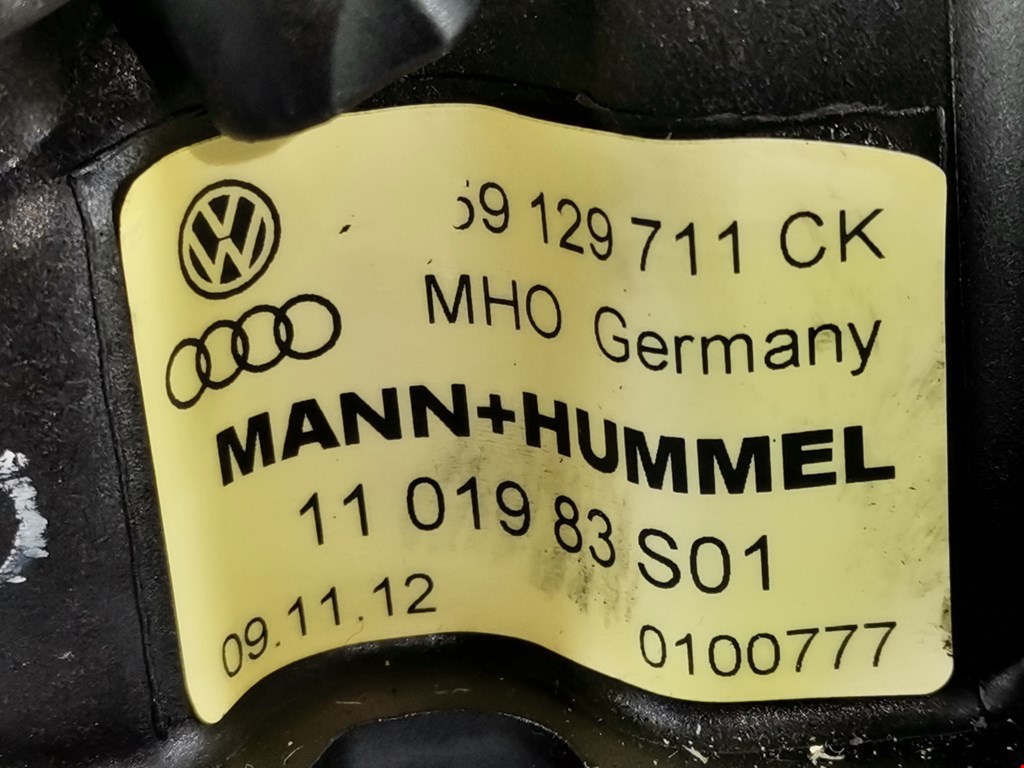 9 129 711 CK
MHO Germany
MANN+HUMMEL
11 019 83 S01
09.11.12
0100777